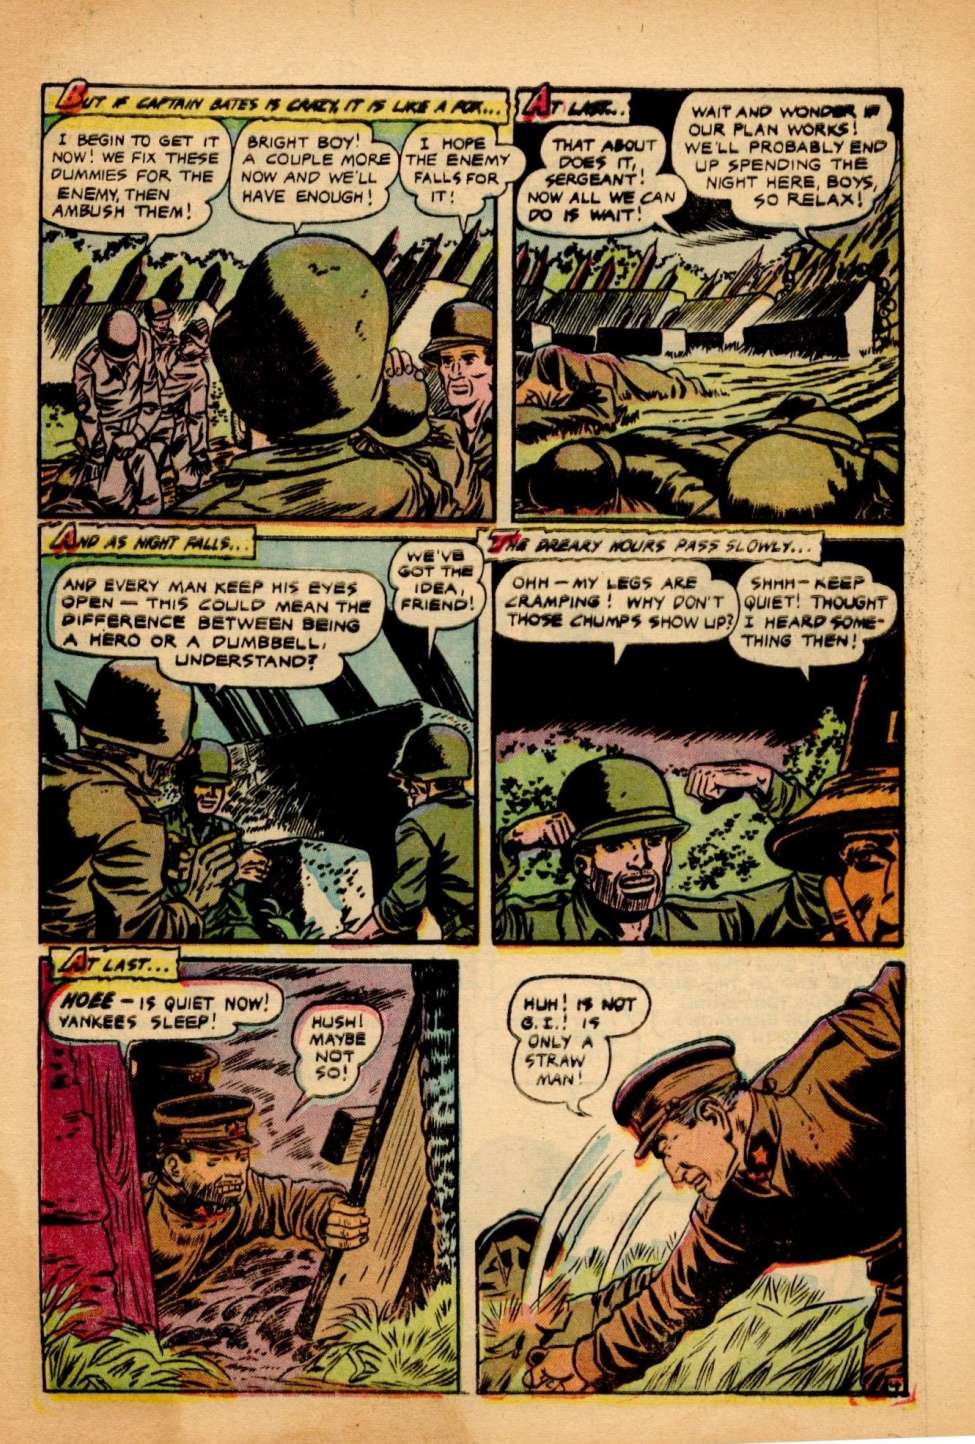 BUT IF CAPTAIN BATES IS CRAZY, IT IS LIKE A FOX...
I BEGIN TO GET IT
NOW! WE FIX THESE
DUMMIES FOR THE
ENEMY, THEN
AMBUSH THEM!
BRIGHT BOY!
A COUPLE MORE
NOW AND WE'LL
HAVE ENOUGH!
I HOPE
THE ENEMY
FALLS FOR
IT!
AT LAST...
THAT ABOUT
DOES IT,
SERGEANT!
NOW ALL WE CAN
DO IS WAIT!
WAIT AND WONDER IF
OUR PLAN WORKS!
WE'LL PROBABLY END
UP SPENDING THE
NIGHT HERE, BOYS,
SO RELAX!
AND AS NIGHT FALLS...
AND EVERY MAN KEEP HIS EYES
OPEN — THIS COULD MEAN THE
DIFFERENCE BETWEEN BEING
A HERO OR A DUMBBELL,
UNDERSTAND?
WE'VE
GOT THE
IDEA,
FRIEND!
THE DREARY HOURS PASS SLOWLY...
OHH — MY LEGS ARE
CRAMPING! WHY DON'T
THOSE CHUMPS SHOW UP?
SHHH — KEEP
QUIET! THOUGHT
I HEARD SOME-
THING THEN!
AT LAST...
HOEE — IS QUIET NOW!
YANKEES SLEEP!
HUSH!
MAYBE
NOT
SO!
HUH! IS NOT
G.I.! IS
ONLY A
STRAW
MAN!